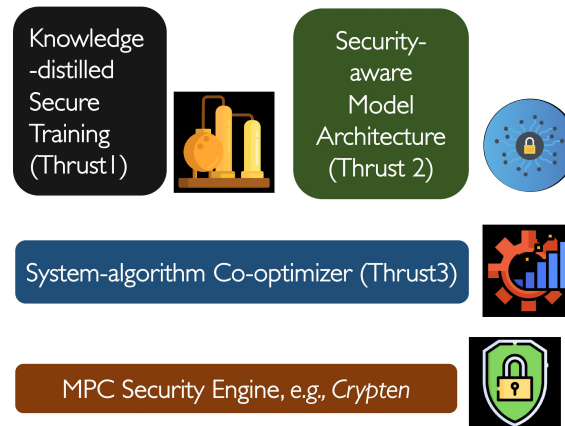 Knowledge
-distilled
Secure
Training
(Thrust1)
Security-
aware
Model
Architecture
(Thrust 2)
System-algorithm Co-optimizer (Thrust3)
MPC Security Engine, e.g., Crypten